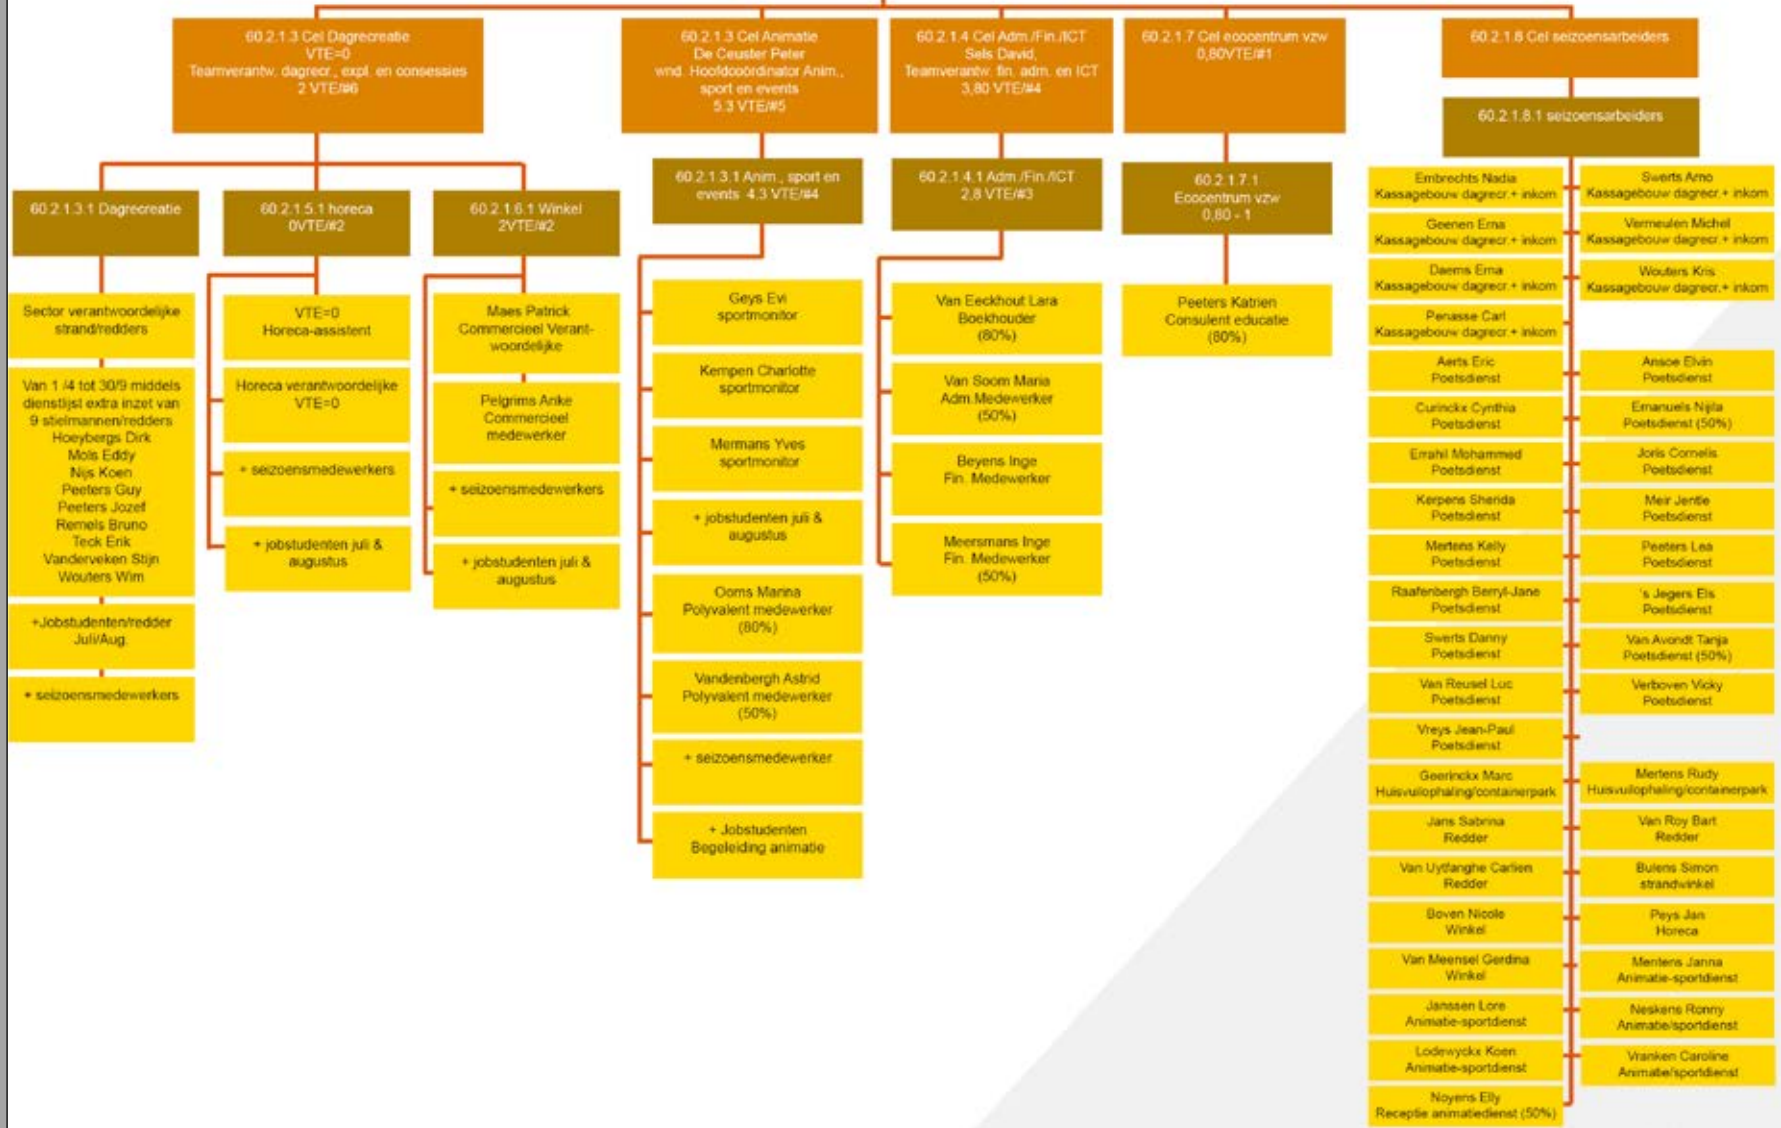 60.2.1.3 Cel Dagrecreatie
VTE=0
Teamverantw. dagrecr., expl. en consessies
2 VTE/#6
60.2.1.3.1 Dagrecreatie
Sector verantwoordelijke
strand/redders
Van 1 /4 tot 30/9 middels
dienstlijst extra inzet van
9 stielmannen/redders
Hoeybergs Dirk
Mols Eddy
Nijs Koen
Peeters Guy
Peeters Jozef
Remels Bruno
Teck Erik
Vanderveken Stijn
Wouters Wim
+Jobstudenten/redder
Juli/Aug.
+ seizoensmedewerkers
60.2.1.5.1 horeca
0VTE/#2
VTE=0
Horeca-assistent
Horeca verantwoordelijke
VTE=0
+ seizoensmedewerkers
+ jobstudenten juli &
augustus
60.2.1.6.1 Winkel
2VTE/#2
Maes Patrick
Commercieel Verant-
woordelijke
Pelgrims Anke
Commercieel
medewerker
+ seizoensmedewerkers
+ jobstudenten juli &
augustus
60.2.1.3 Cel Animatie
De Ceuster Peter
wnd. Hoofdcoördinator Anim.,
sport en events
5.3 VTE/#5
60.2.1.3.1 Anim., sport en
events 4.3 VTE/#4
Geys Evi
sportmonitor
Kempen Charlotte
sportmonitor
Mermans Yves
sportmonitor
+ jobstudenten juli &
augustus
Ooms Marina
Polyvalent medewerker
(80%)
Vandenbergh Astrid
Polyvalent medewerker
(50%)
+ seizoensmedewerker
+ Jobstudenten
Begeleiding animatie
60.2.1.4 Cel Adm./Fin./ICT
Sels David,
Teamverantw. fin. adm. en ICT
3,80 VTE/#4
60.2.1.4.1 Adm./Fin./ICT
2,8 VTE/#3
Van Eeckhout Lara
Boekhouder
(80%)
Van Soom Maria
Adm.Medewerker
(50%)
Beyens Inge
Fin. Medewerker
Meersmans Inge
Fin. Medewerker
(50%)
60.2.1.7 Cel ecocentrum vzw
0,80VTE/#1
60.2.1.7.1
Ecocentrum vzw
0,80 - 1
Peeters Katrien
Consulent educatie
(80%)
60.2.1.8 Cel seizoensarbeiders
60.2.1.8.1 seizoensarbeiders
Embrechts Nadia
Kassagebouw dagrecr.+ inkom
Swerts Arno
Kassagebouw dagrecr.+ inkom
Geenen Erna
Kassagebouw dagrecr.+ inkom
Vermeulen Michel
Kassagebouw dagrecr.+ inkom
Daems Erna
Kassagebouw dagrecr.+ inkom
Wouters Kris
Kassagebouw dagrecr.+ inkom
Penasse Carl
Kassagebouw dagrecr.+ inkom
Aerts Eric
Poetsdienst
Ansoe Elvin
Poetsdienst
Curinckx Cynthia
Poetsdienst
Emanuels Nijila
Poetsdienst (50%)
Errahil Mohammed
Poetsdienst
Joris Cornelis
Poetsdienst
Kerpens Sherida
Poetsdienst
Meir Jentle
Poetsdienst
Mertens Kelly
Poetsdienst
Peeters Lea
Poetsdienst
Raafenbergh Berryl-Jane
Poetsdienst
's Jegers Els
Poetsdienst
Swerts Danny
Poetsdienst
Van Avondt Tanja
Poetsdienst (50%)
Van Reusel Luc
Poetsdienst
Verboven Vicky
Poetsdienst
Vreys Jean-Paul
Poetsdienst
Geerinckx Marc
Huisvuilophaling/containerpark
Mertens Rudy
Huisvuilophaling/containerpark
Jans Sabrina
Redder
Van Roy Bart
Redder
Van Uytfanghe Carlien
Redder
Bulens Simon
strandwinkel
Boven Nicole
Winkel
Peys Jan
Horeca
Van Meensel Gerdina
Winkel
Mentens Janna
Animatie-sportdienst
Janssen Lore
Animatie-sportdienst
Neskens Ronny
Animatie/sportdienst
Lodewyckx Koen
Animatie-sportdienst
Vranken Caroline
Animatie/sportdienst
Noyens Elly
Receptie animatiedienst (50%)